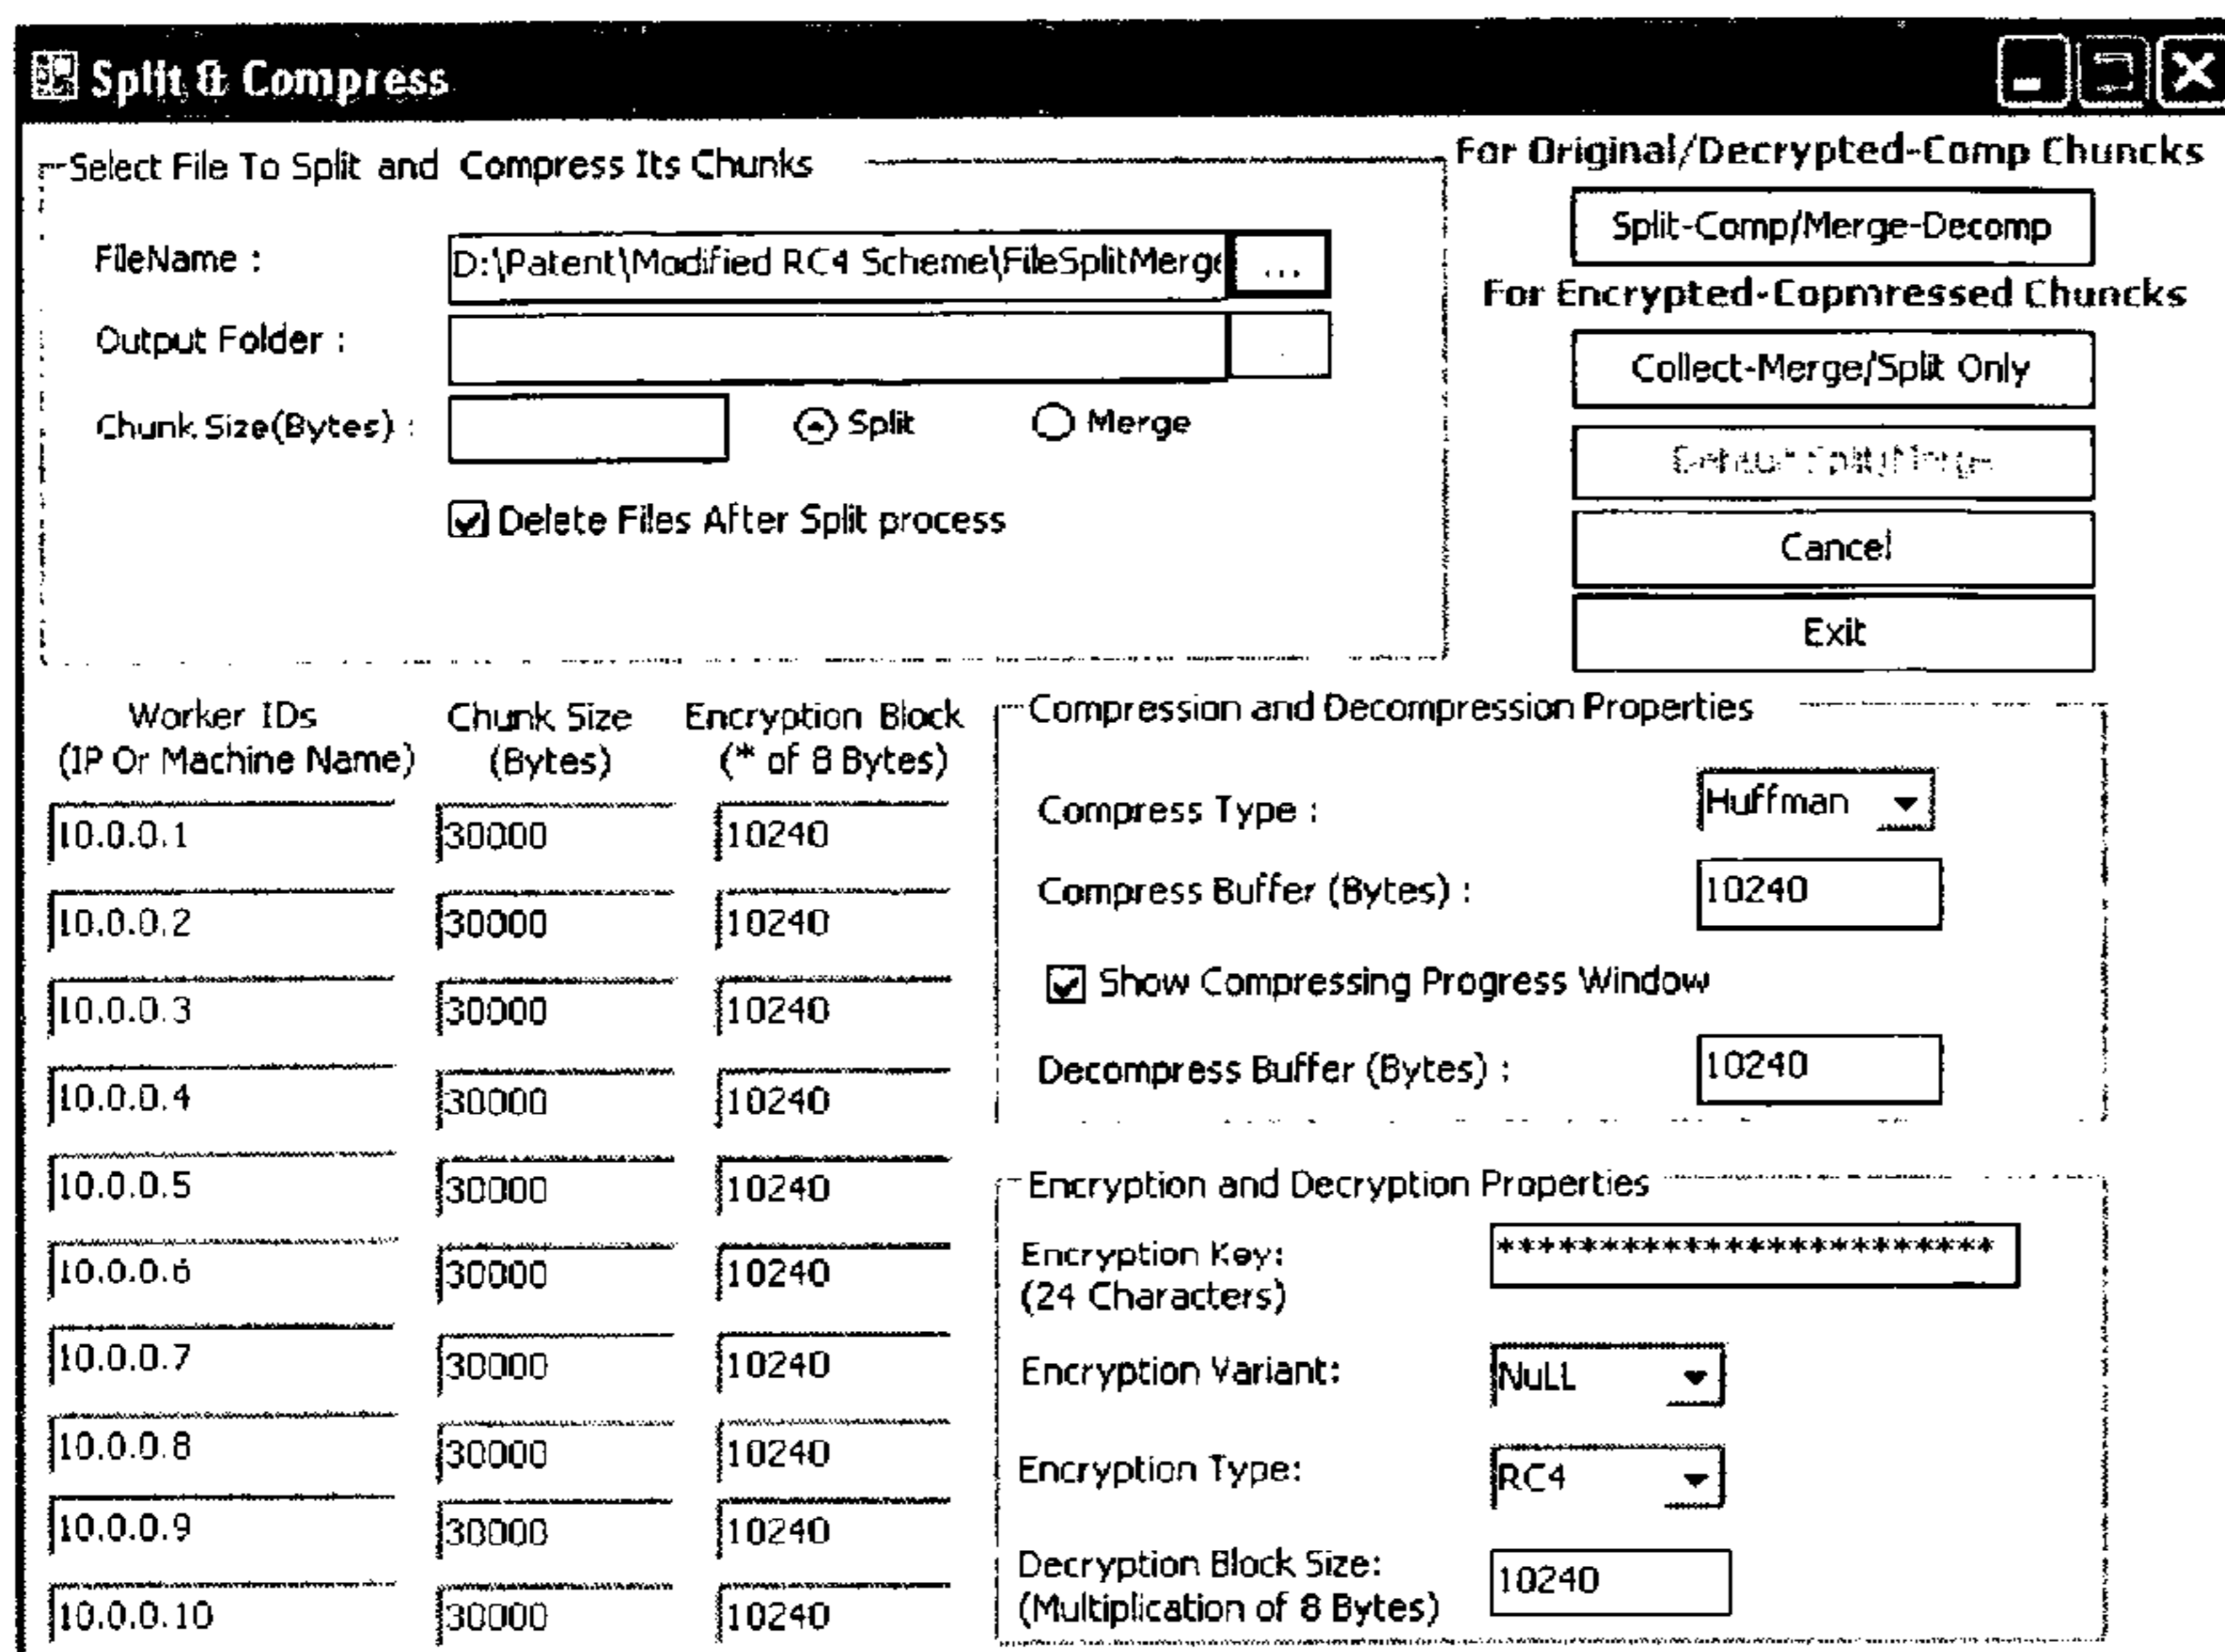 Split & Compress
Select File To Split and Compress Its Chunks
FileName :
D:\Patent\Modified RC4 Scheme\FileSplitMerge
...
Output Folder :
Chunk Size(Bytes) :
Split
Merge
Delete Files After Split process
For Original/Decrypted-Comp Chuncks
Split-Comp/Merge-Decomp
For Encrypted-Copmressed Chuncks
Collect-Merge/Split Only
Split/Merge
Cancel
Exit
Worker IDs Chunk Size Encryption Block
(IP Or Machine Name) (Bytes) (* of 8 Bytes)
10.0.0.1 30000 10240
10.0.0.2 30000 10240
10.0.0.3 30000 10240
10.0.0.4 30000 10240
10.0.0.5 30000 10240
10.0.0.6 30000 10240
10.0.0.7 30000 10240
10.0.0.8 30000 10240
10.0.0.9 30000 10240
10.0.0.10 30000 10240
Compression and Decompression Properties
Compress Type : Huffman
Compress Buffer (Bytes) : 10240
Show Compressing Progress Window
Decompress Buffer (Bytes) : 10240
Encryption and Decryption Properties
Encryption Key: ************************
(24 Characters)
Encryption Variant: NuLL
Encryption Type: RC4
Decryption Block Size: 10240
(Multiplication of 8 Bytes)